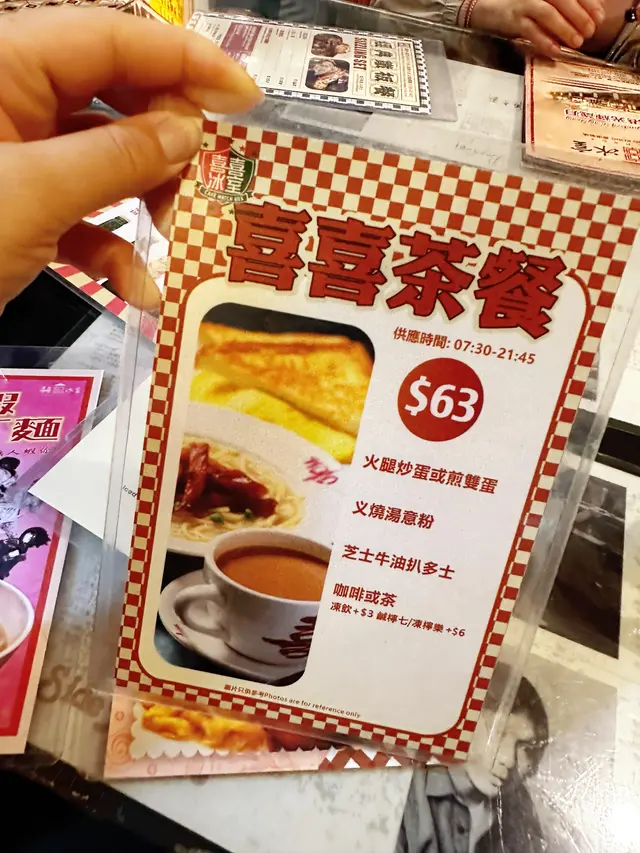 喜喜
冰室
喜喜茶餐
供應時間: 07:30-21:45
$63
火腿炒蛋或煎雙蛋
义燒湯意粉
芝士牛油扒多士
咖啡或茶
凍飲+$3 鹹檸七/凍檸樂+$6
圖片只供參考Photos are for reference only
麵